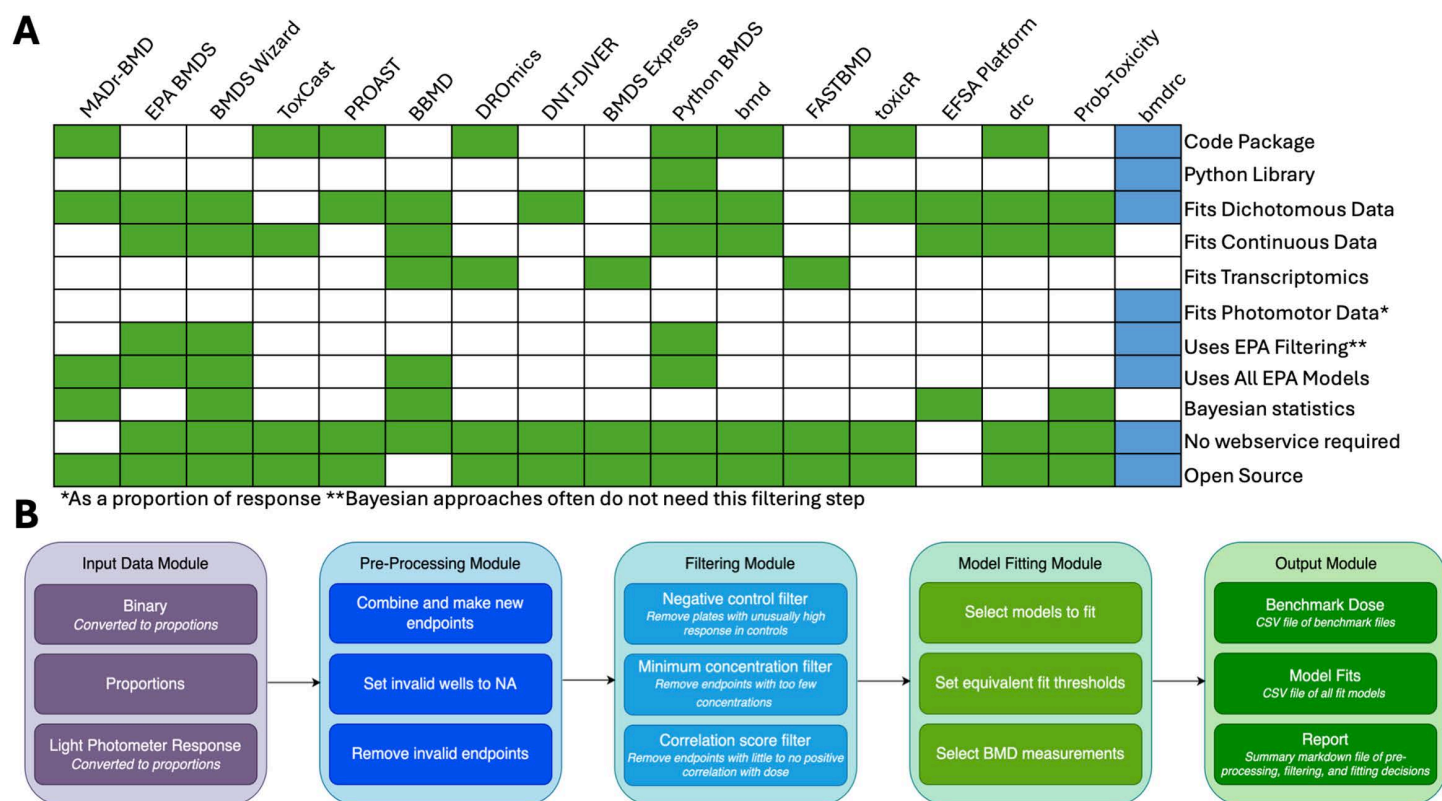 A
MADr-BMD
EPA BMDS
BMDS Wizard
ToxCast
PROAST
BBMD
DROmics
DNT-DIVER
BMDS Express
Python BMDS
bmd
FASTBMD
toxicR
EFSA Platform
drc
Prob-Toxicity
bmdrc
Code Package
Python Library
Fits Dichotomous Data
Fits Continuous Data
Fits Transcriptomics
Fits Photomotor Data*
Uses EPA Filtering**
Uses All EPA Models
Bayesian statistics
No webservice required
Open Source
*As a proportion of response **Bayesian approaches often do not need this filtering step
B
Input Data Module
Binary
Converted to propotions
Proportions
Light Photometer Response
Converted to proportions
Pre-Processing Module
Combine and make new
endpoints
Set invalid wells to NA
Remove invalid endpoints
Filtering Module
Negative control filter
Remove plates with unusually high
response in controls
Minimum concentration filter
Remove endpoints with too few
concentrations
Correlation score filter
Remove endpoints with little to no positive
correlation with dose
Model Fitting Module
Select models to fit
Set equivalent fit thresholds
Select BMD measurements
Output Module
Benchmark Dose
CSV file of benchmark files
Model Fits
CSV file of all fit models
Report
Summary markdown file of pre-
processing, filtering, and fitting decisions